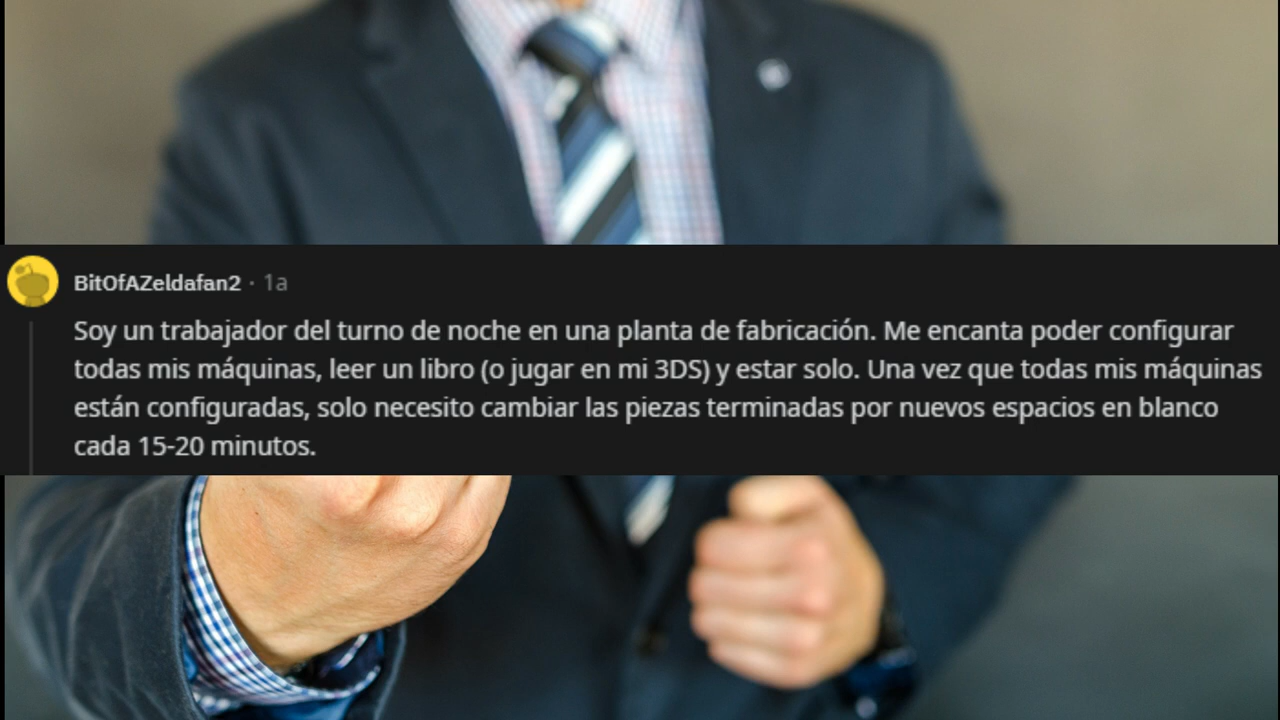 BitOfAZeldafan2 · 1a
Soy un trabajador del turno de noche en una planta de fabricación. Me encanta poder configurar
todas mis máquinas, leer un libro (o jugar en mi 3DS) y estar solo. Una vez que todas mis máquinas
están configuradas, solo necesito cambiar las piezas terminadas por nuevos espacios en blanco
cada 15-20 minutos.